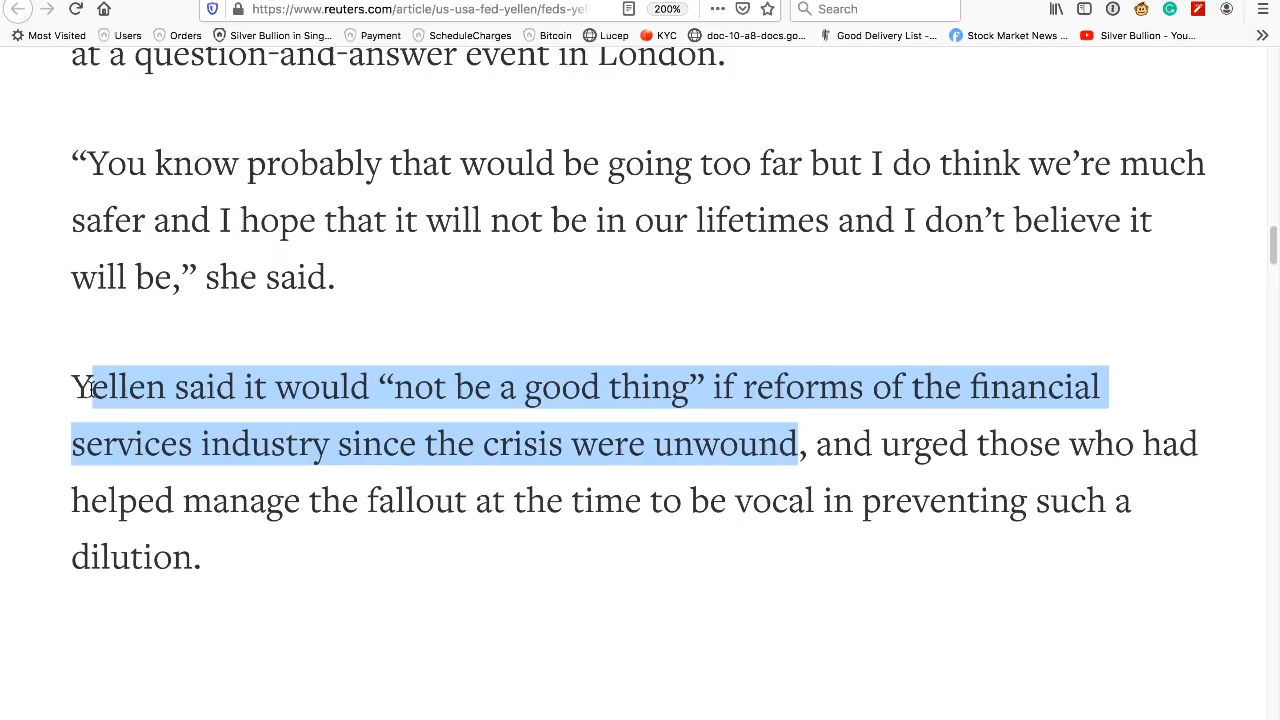 https://www.reuters.com/article/us-usa-fed-yellen/feds-yel
200%
Search
Most Visited
Users
Orders
Silver Bullion in Sing...
Payment
ScheduleCharges
Bitcoin
Lucep
KYC
doc-10-a8-docs.go...
Good Delivery List -...
Stock Market News ...
Silver Bullion - You...
at a question-and-answer event in London.
“You know probably that would be going too far but I do think we’re much
safer and I hope that it will not be in our lifetimes and I don’t believe it
will be,” she said.
Yellen said it would “not be a good thing” if reforms of the financial
services industry since the crisis were unwound, and urged those who had
helped manage the fallout at the time to be vocal in preventing such a
dilution.